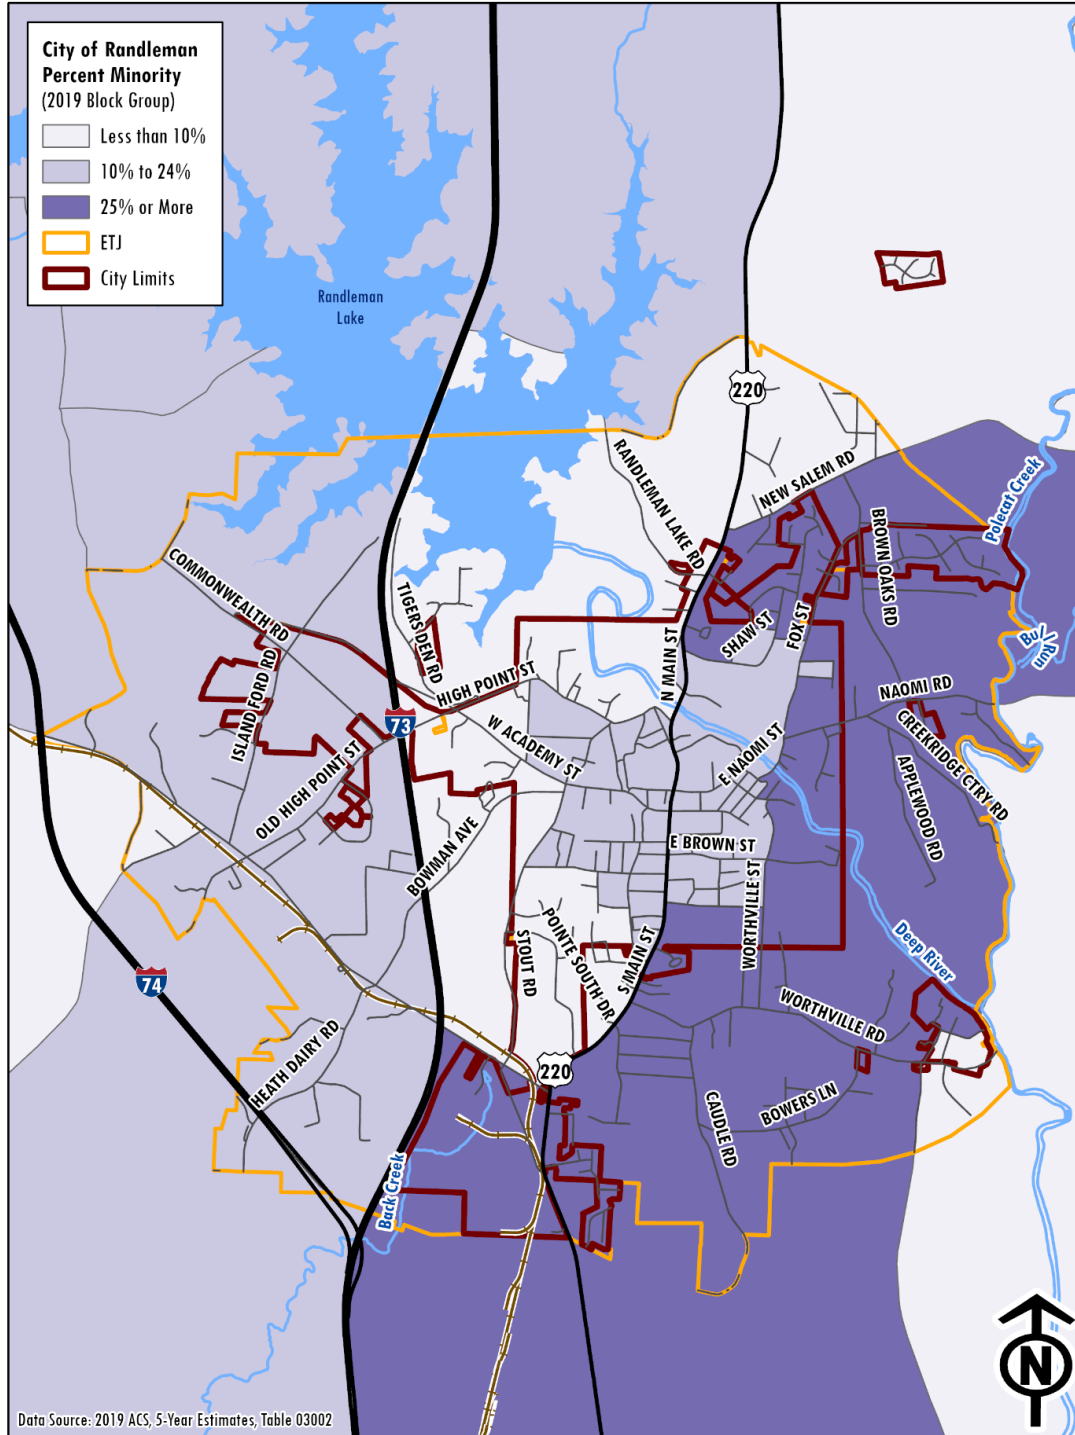 City of Randleman
Percent Minority
(2019 Block Group)
Less than 10%
10% to 24%
25% or More
ETJ
City Limits
Randleman
Lake
220
RANDLEMAN LAKE RD
NEW SALEM RD
Polecat Creek
BROWN OAKS RD
COMMONWEALTH RD
TIGERS DEN RD
N MAIN ST
SHAW ST
FOX ST
Bull Run
ISLAND FORD RD
HIGH POINT ST
NAOMI RD
73
W ACADEMY ST
CREEKRIDGE CTRY RD
OLD HIGH POINT ST
E NAOMI ST
APPLEWOOD RD
BOWMAN AVE
E BROWN ST
WORTHVILLE ST
POINTE SOUTH DR
STOUT RD
S MAIN ST
Deep River
74
WORTHVILLE RD
HEATH DAIRY RD
220
CAUDLE RD
BOWERS LN
Back Creek
N
Data Source: 2019 ACS, 5-Year Estimates, Table 03002